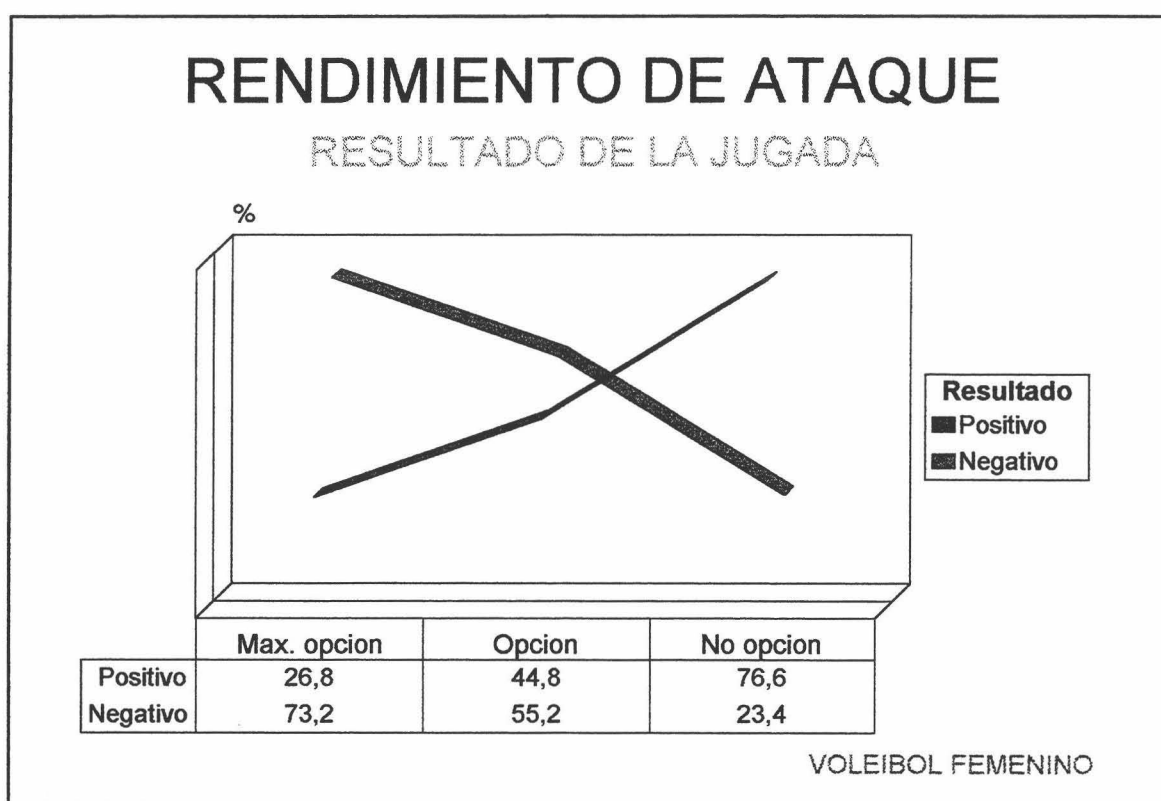 RENDIMIENTO DE ATAQUE
RESULTADO DE LA JUGADA
%
Resultado
Positivo
Negativo
Max. opcion Opcion No opcion
Positivo 26,8 44,8 76,6
Negativo 73,2 55,2 23,4
VOLEIBOL FEMENINO